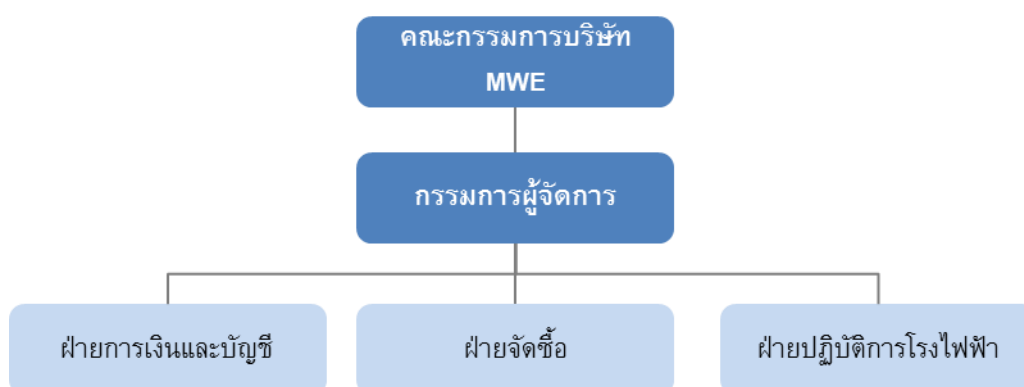 คณะกรรมการบริษัท
MWE
กรรมการผู้จัดการ
ฝ่ายการเงินและบัญชี
ฝ่ายจัดซื้อ
ฝ่ายปฏิบัติการโรงไฟฟ้า